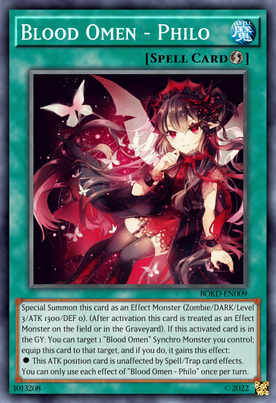 Blood Omen - Philo
魔
[Spell Card]
BOKD-EN009
Special Summon this card as an Effect Monster (Zombie/DARK/Level
3/ATK 1300/DEF 0). (After activation this card is treated as an Effect
Monster on the field or in the Graveyard). If this activated card is in
the GY: You can target 1 "Blood Omen" Synchro Monster you control;
equip this card to that target, and if you do, it gains this effect:
● This ATK position card is unaffected by Spell/Trap card effects.
You can only use each effect of "Blood Omen - Philo" once per turn.
1013208
©2022